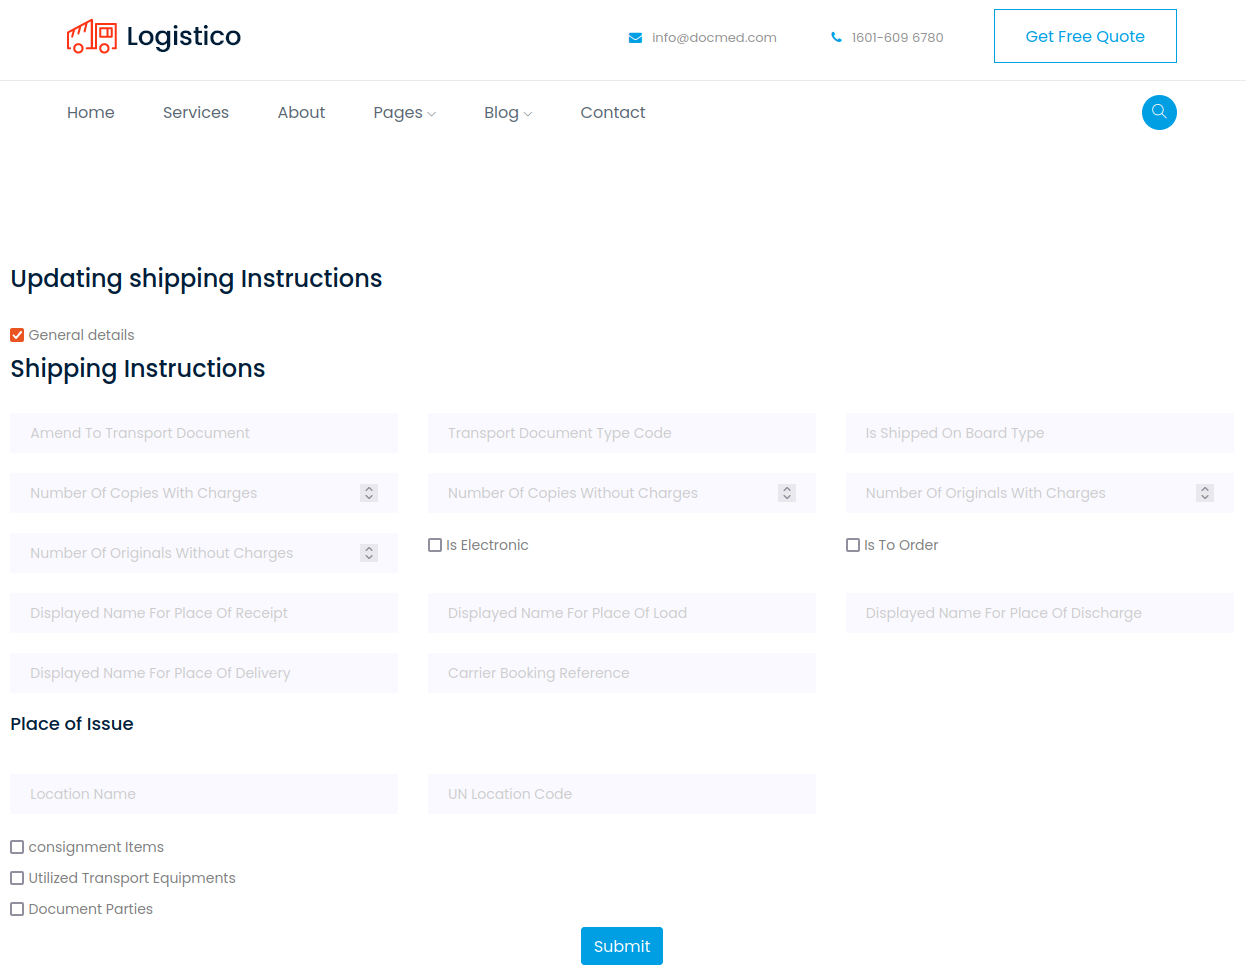 Logistico
info@docmed.com
1601-609 6780
Get Free Quote
Home Services About Pages Blog Contact
Updating shipping Instructions
General details
Shipping Instructions
Amend To Transport Document Transport Document Type Code Is Shipped On Board Type
Number Of Copies With Charges Number Of Copies Without Charges Number Of Originals With Charges
Number Of Originals Without Charges Is Electronic Is To Order
Displayed Name For Place Of Receipt Displayed Name For Place Of Load Displayed Name For Place Of Discharge
Displayed Name For Place Of Delivery Carrier Booking Reference
Place of Issue
Location Name UN Location Code
consignment Items
Utilized Transport Equipments
Document Parties
Submit